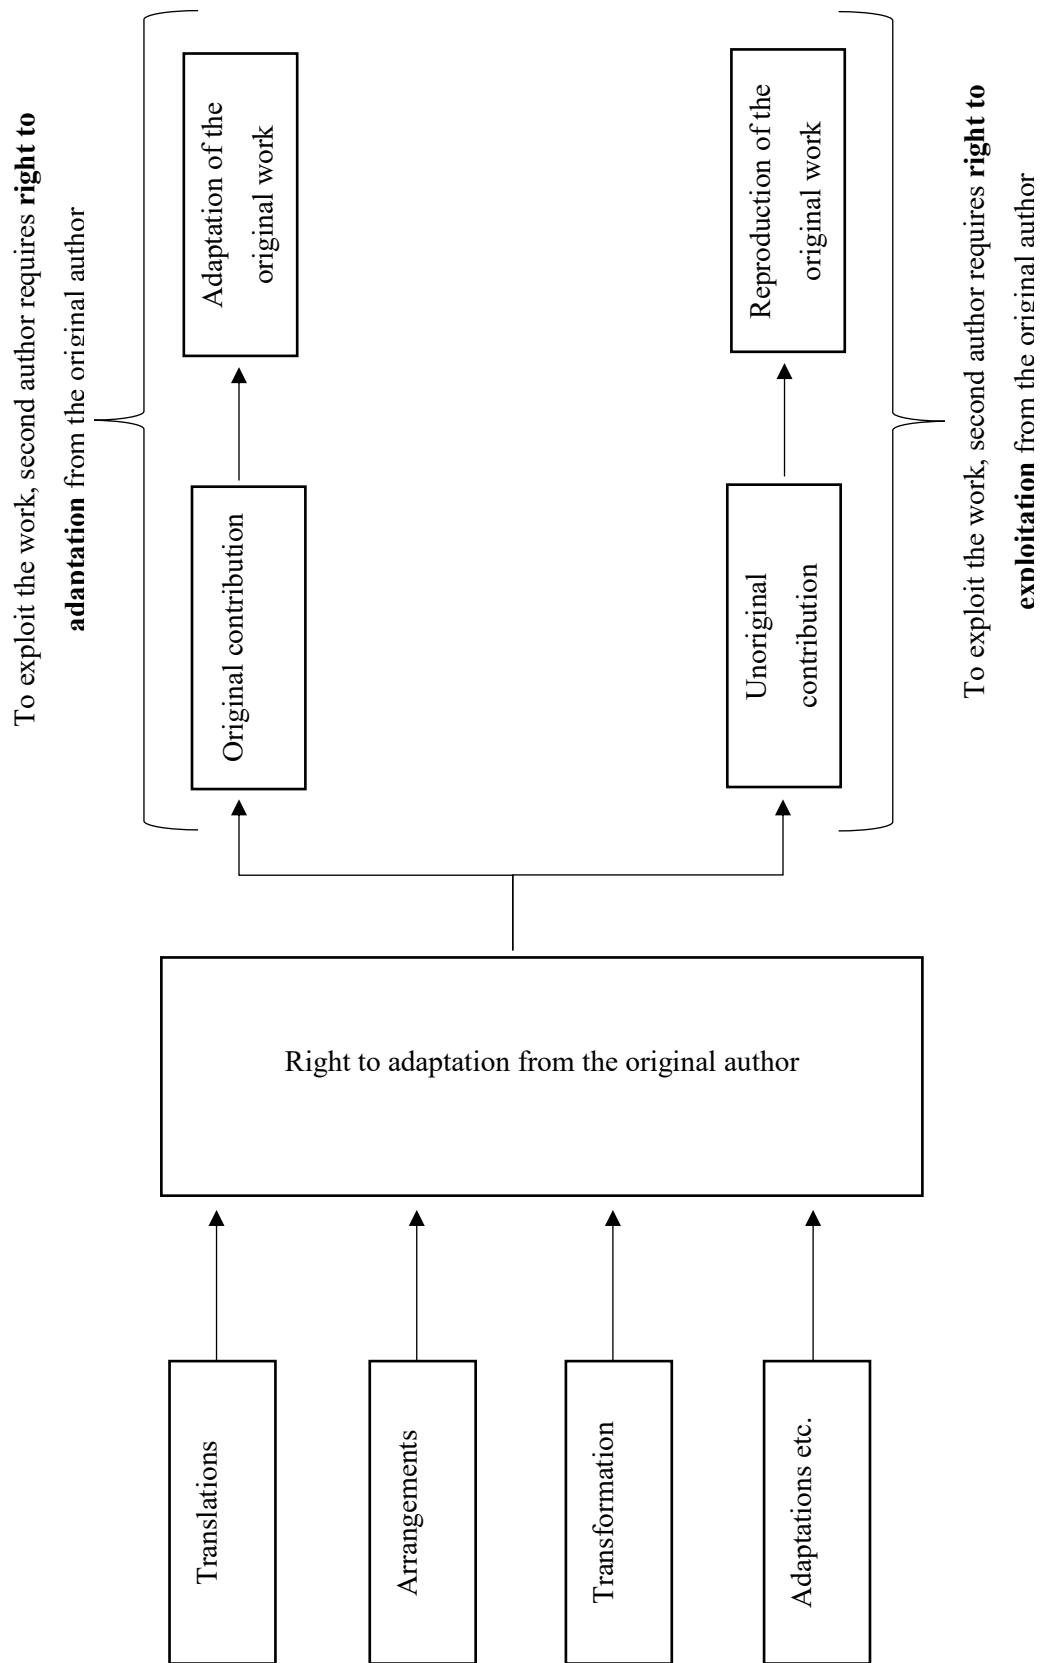 To exploit the work, second author requires right to
adaptation from the original author
Adaptation of the
original work
Original contribution
Reproduction of the
original work
Unoriginal
contribution
To exploit the work, second author requires right to
exploitation from the original author
Right to adaptation from the original author
Translations
Arrangements
Transformation
Adaptations etc.